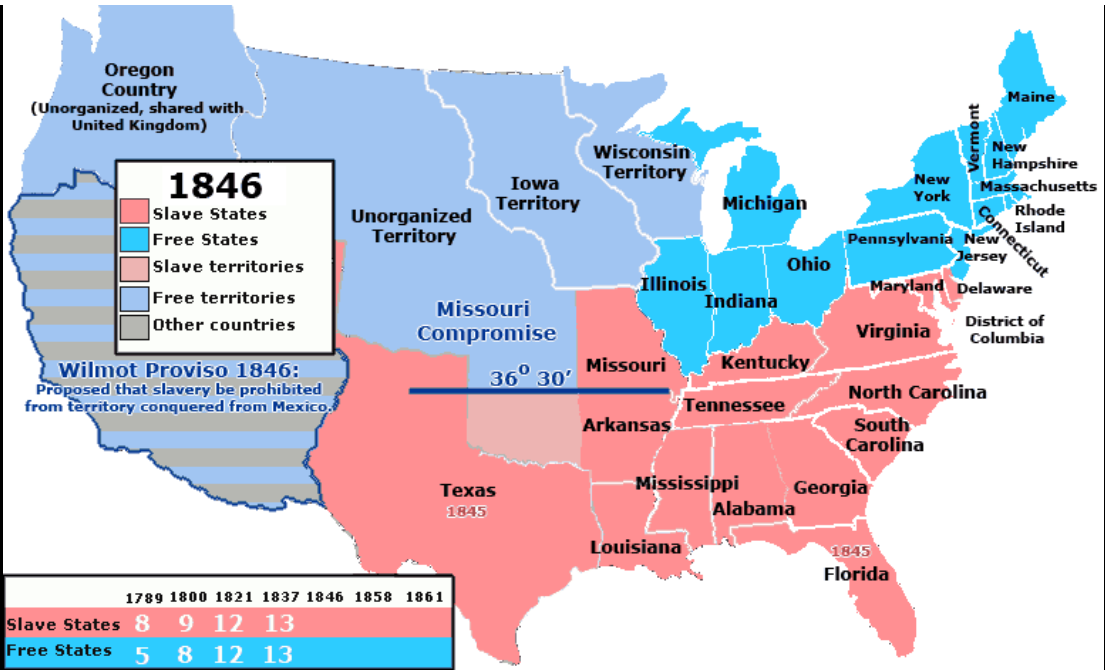 Oregon
Country
(Unorganized, shared with
United Kingdom)
1846
Slave States
Free States
Slave territories
Free territories
Other countries
Wilmot Proviso 1846:
Proposed that slavery be prohibited
from territory conquered from Mexico.
Unorganized
Territory
Iowa
Territory
Wisconsin
Territory
Missouri
Compromise
36° 30′
Michigan
Illinois
Indiana
Ohio
Maine
Vermont
New
Hampshire
New
York
Massachusetts
Rhode
Island
Connecticut
Pennsylvania
New
Jersey
Maryland
Delaware
District of
Columbia
Virginia
Missouri
Kentucky
North Carolina
Tennessee
Arkansas
South
Carolina
Mississippi
Georgia
Alabama
Texas
1845
Louisiana
1845
Florida
1789 1800 1821 1837 1846 1858 1861
Slave States 8 9 12 13
Free States 5 8 12 13